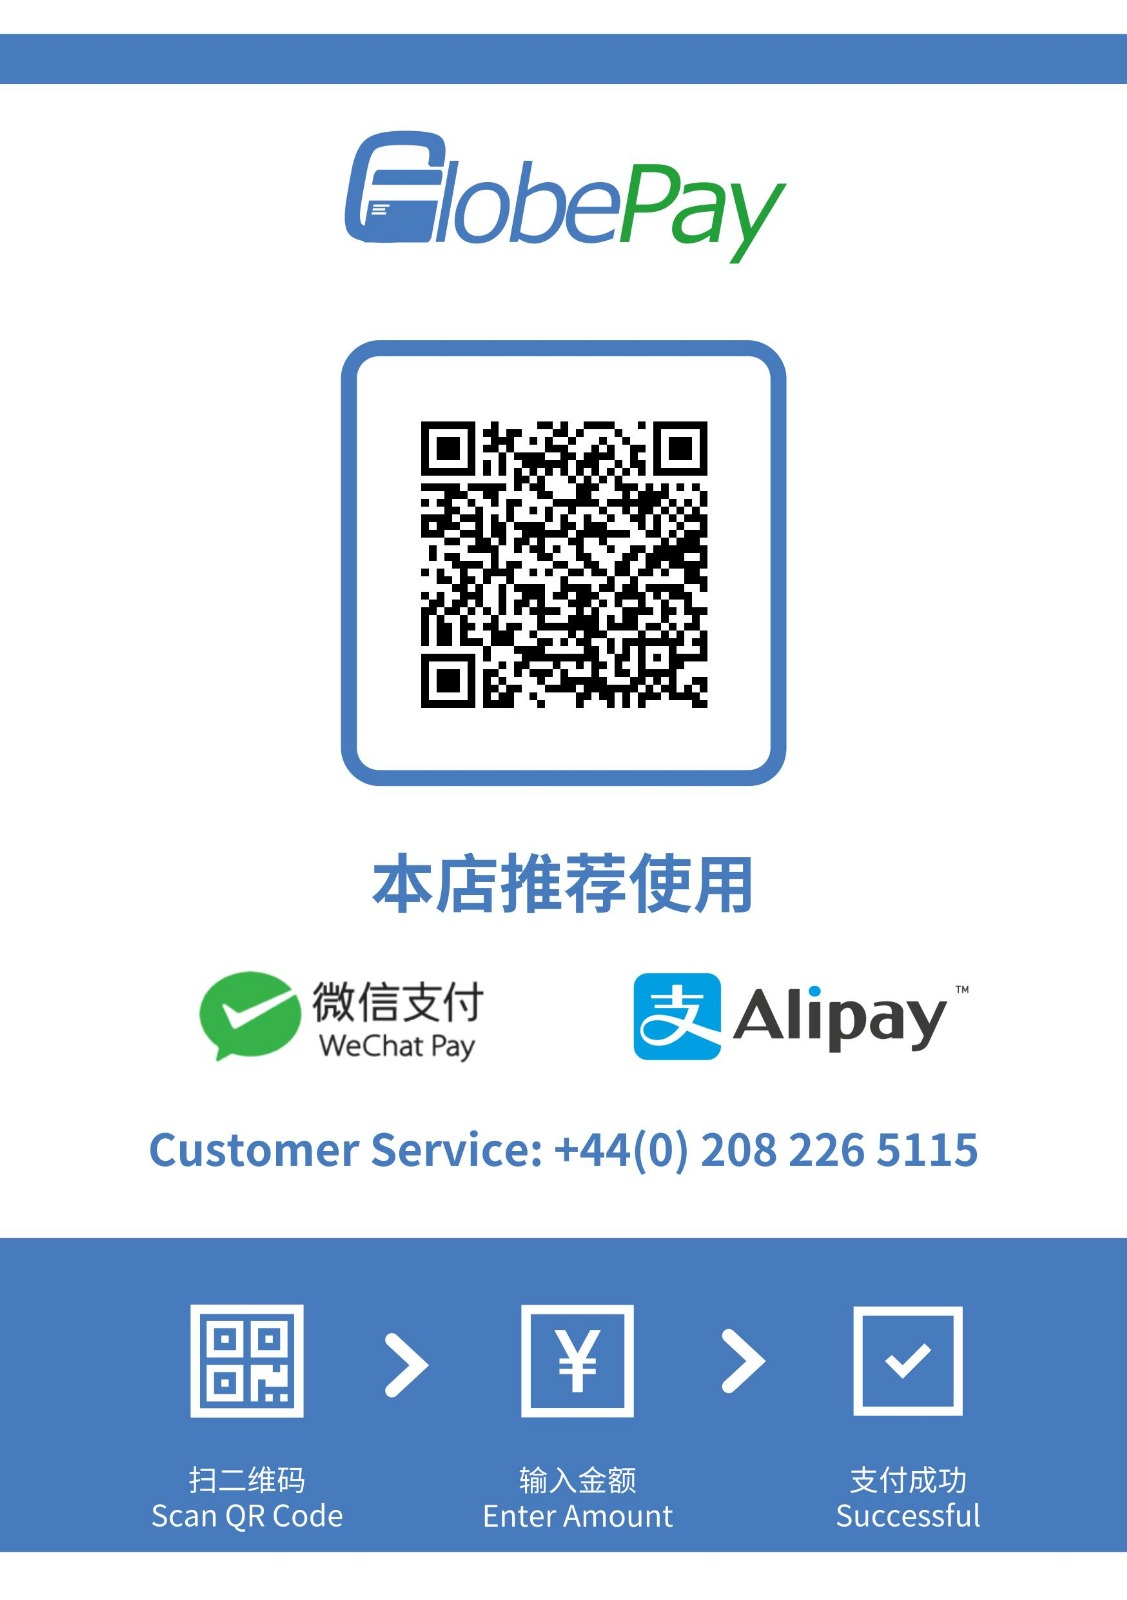 GlobePay
本店推荐使用
微信支付
WeChat Pay
支 Alipay™
Customer Service: +44(0) 208 226 5115
¥
扫二维码
Scan QR Code
输入金额
Enter Amount
支付成功
Successful